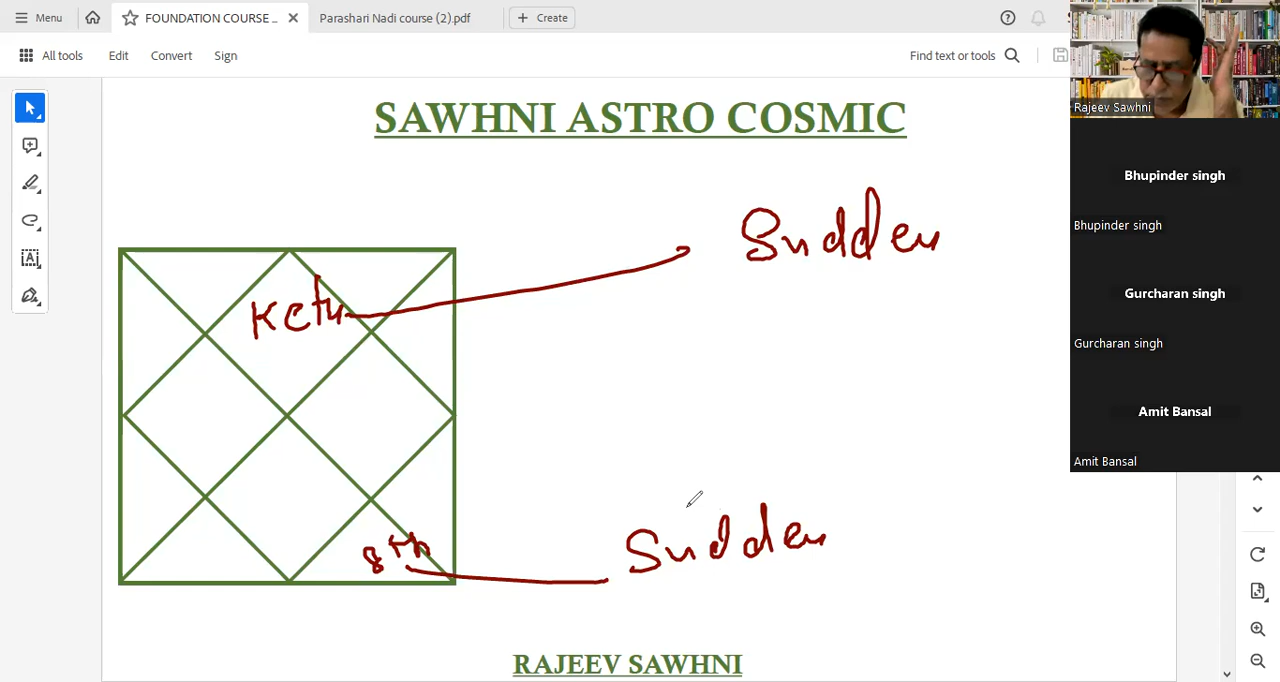 Menu
FOUNDATION COURSE ...
Parashari Nadi course (2).pdf
Create
All tools
Edit
Convert
Sign
Find text or tools
Rajeev Sawhni
SAWHNI ASTRO COSMIC
Bhupinder singh
Bhupinder singh
Sudden
Ketu
Gurcharan singh
Gurcharan singh
Amit Bansal
Amit Bansal
8th
Sudden
RAJEEV SAWHNI